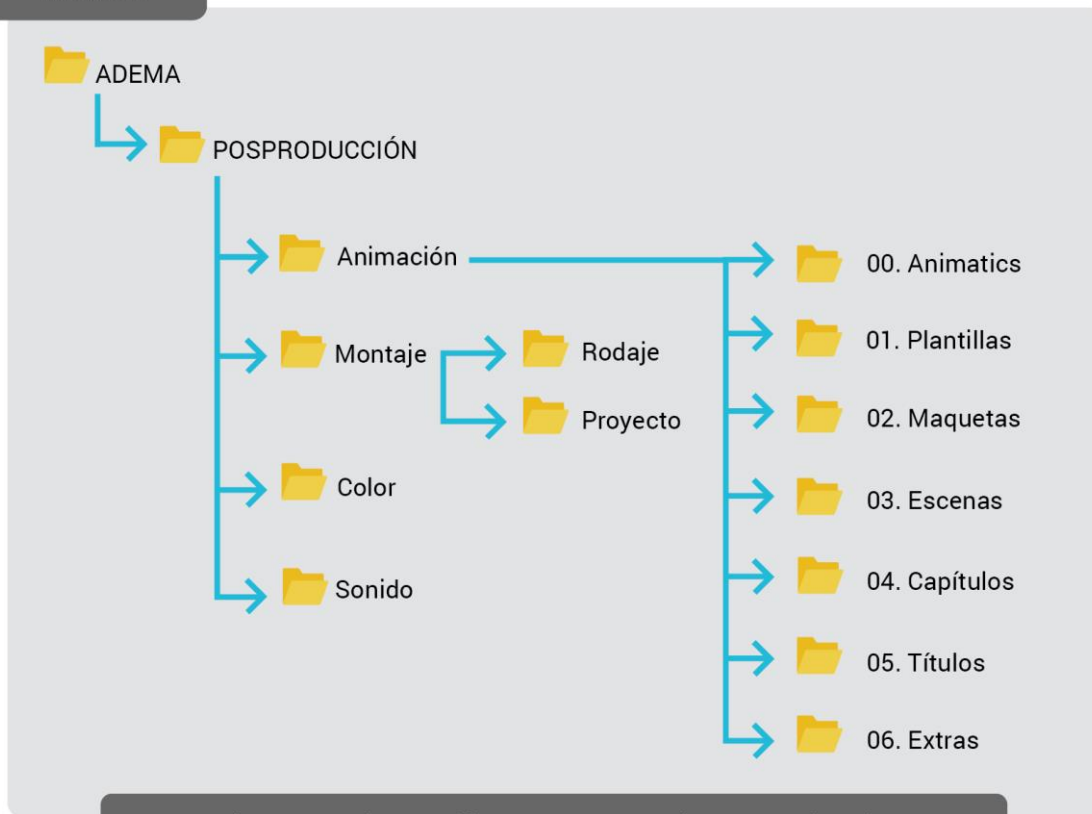 ADEMA
POSPRODUCCIÓN
Animación
Montaje
Rodaje
Proyecto
Color
Sonido
00. Animatics
01. Plantillas
02. Maquetas
03. Escenas
04. Capítulos
05. Títulos
06. Extras